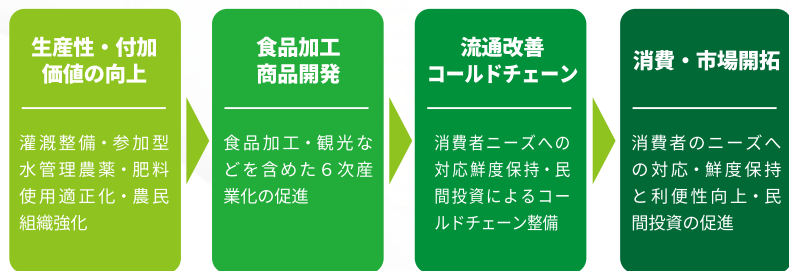 生産性・付加
価値の向上
灌漑整備・参加型
水管理農薬・肥料
使用適正化・農民
組織強化
食品加工
商品開発
食品加工・観光な
どを含めた６次産
業化の促進
流通改善
コールドチェーン
消費者ニーズへの
対応鮮度保持・民
間投資によるコー
ルドチェーン整備
消費・市場開拓
消費者のニーズへ
の対応・鮮度保持
と利便性向上・民
間投資の促進